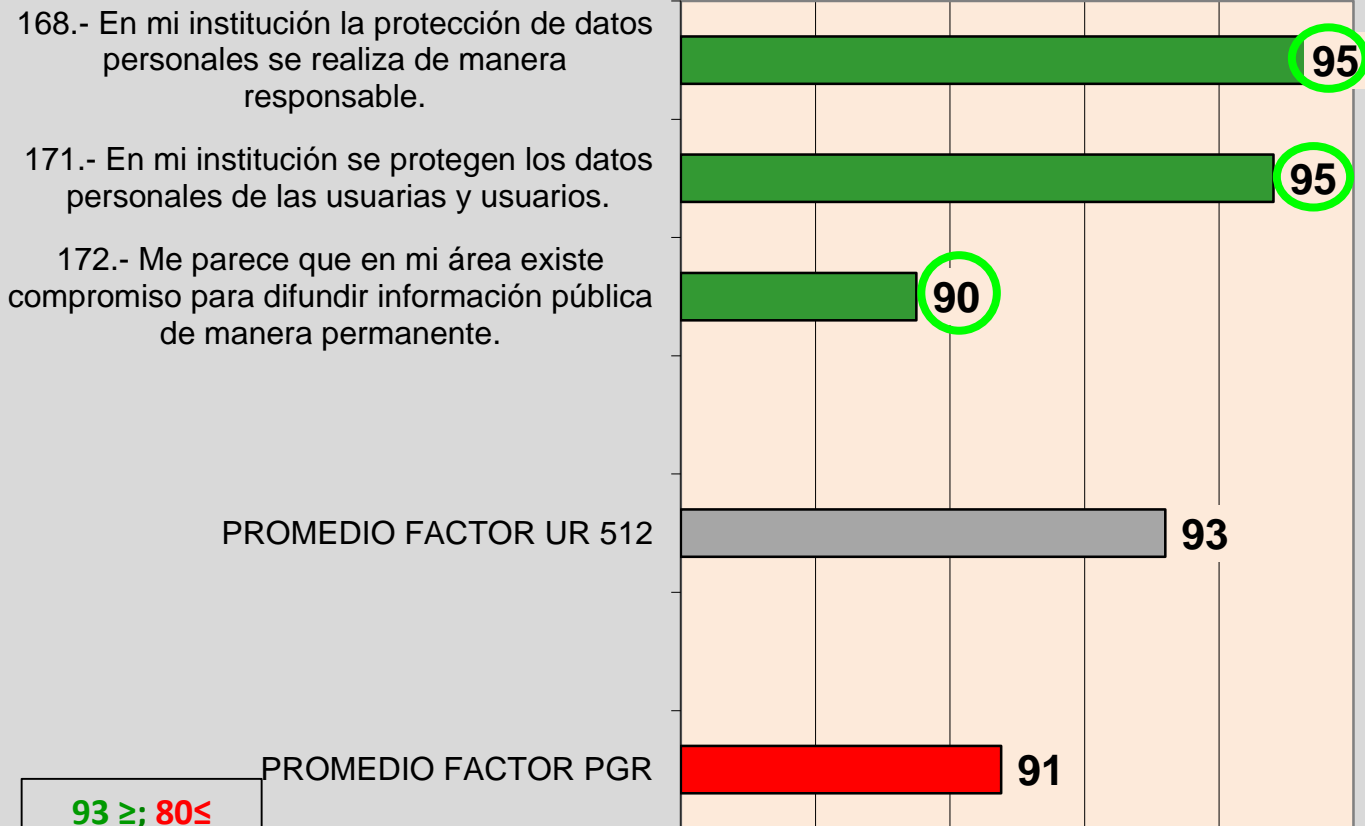 168.- En mi institución la protección de datos
personales se realiza de manera
responsable.
95
171.- En mi institución se protegen los datos
personales de las usuarias y usuarios.
95
172.- Me parece que en mi área existe
compromiso para difundir información pública
de manera permanente.
90
PROMEDIO FACTOR UR 512
93
PROMEDIO FACTOR PGR
91
93 ≥; 80≤